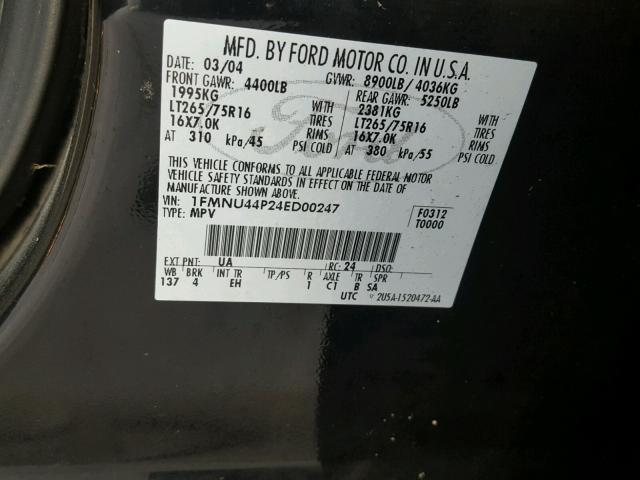 MFD. BY FORD MOTOR CO. IN U.S.A.
DATE: 03/04 GVWR: 8900LB/ 4036KG
FRONT GAWR: 4400LB REAR GAWR: 5250LB
1995KG WITH 2381KG WITH
LT265/75R16 TIRES LT265/75R16 TIRES
16X7.0K RIMS 16X7.0K RIMS
AT 310 kPa/45 PSI COLD AT 380 kPa/55 PSI COLD
THIS VEHICLE CONFORMS TO ALL APPLICABLE FEDERAL MOTOR
VEHICLE SAFETY STANDARDS IN EFFECT ON THE DATE OF
MANUFACTURE SHOWN ABOVE.
VIN: 1FMNU44P24ED00247 F0312
TYPE: MPV T0000
EXT PNT: UA RC: 24 DSO:
WB BRK INT TR TP/PS R AXLE TR SPR
137 4 EH 1 C1 B SA
UTC 2U5A-1520472-AA
Ford